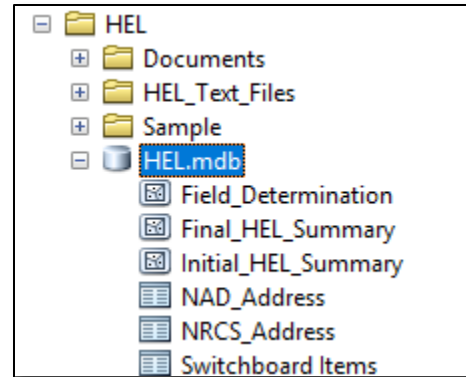 HEL
Documents
HEL_Text_Files
Sample
HEL.mdb
Field_Determination
Final_HEL_Summary
Initial_HEL_Summary
NAD_Address
NRCS_Address
Switchboard Items